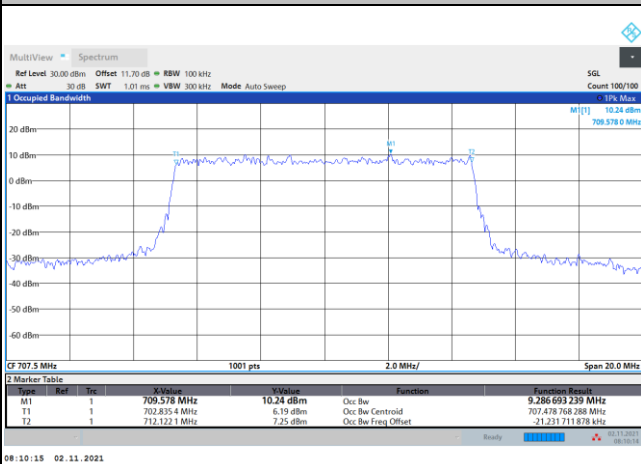 MultiView Spectrum
Ref Level 30.00 dBm Offset 11.70 dB RBW 100 kHz SGL
Att 30 dB SWT 1.01 ms VBW 300 kHz Mode Auto Sweep Count 100/100
1 Occupied Bandwidth 1Pk Max
M1[1] 10.24 dBm
709.578 0 MHz
20 dBm
M1
T1 T2
10 dBm
0 dBm
-10 dBm
-20 dBm
-30 dBm
-40 dBm
-50 dBm
-60 dBm
CF 707.5 MHz 1001 pts 2.0 MHz/ Span 20.0 MHz
2 Marker Table
Type Ref Trc X-Value Y-Value Function Function Result
M1 1 709.578 MHz 10.24 dBm Occ Bw 9.286 693 239 MHz
T1 1 702.835 4 MHz 6.19 dBm Occ Bw Centroid 707.478 768 288 MHz
T2 1 712.122 1 MHz 7.25 dBm Occ Bw Freq Offset -21.231 711 878 kHz
Ready 02.11.2021
08:10:14
08:10:15 02.11.2021